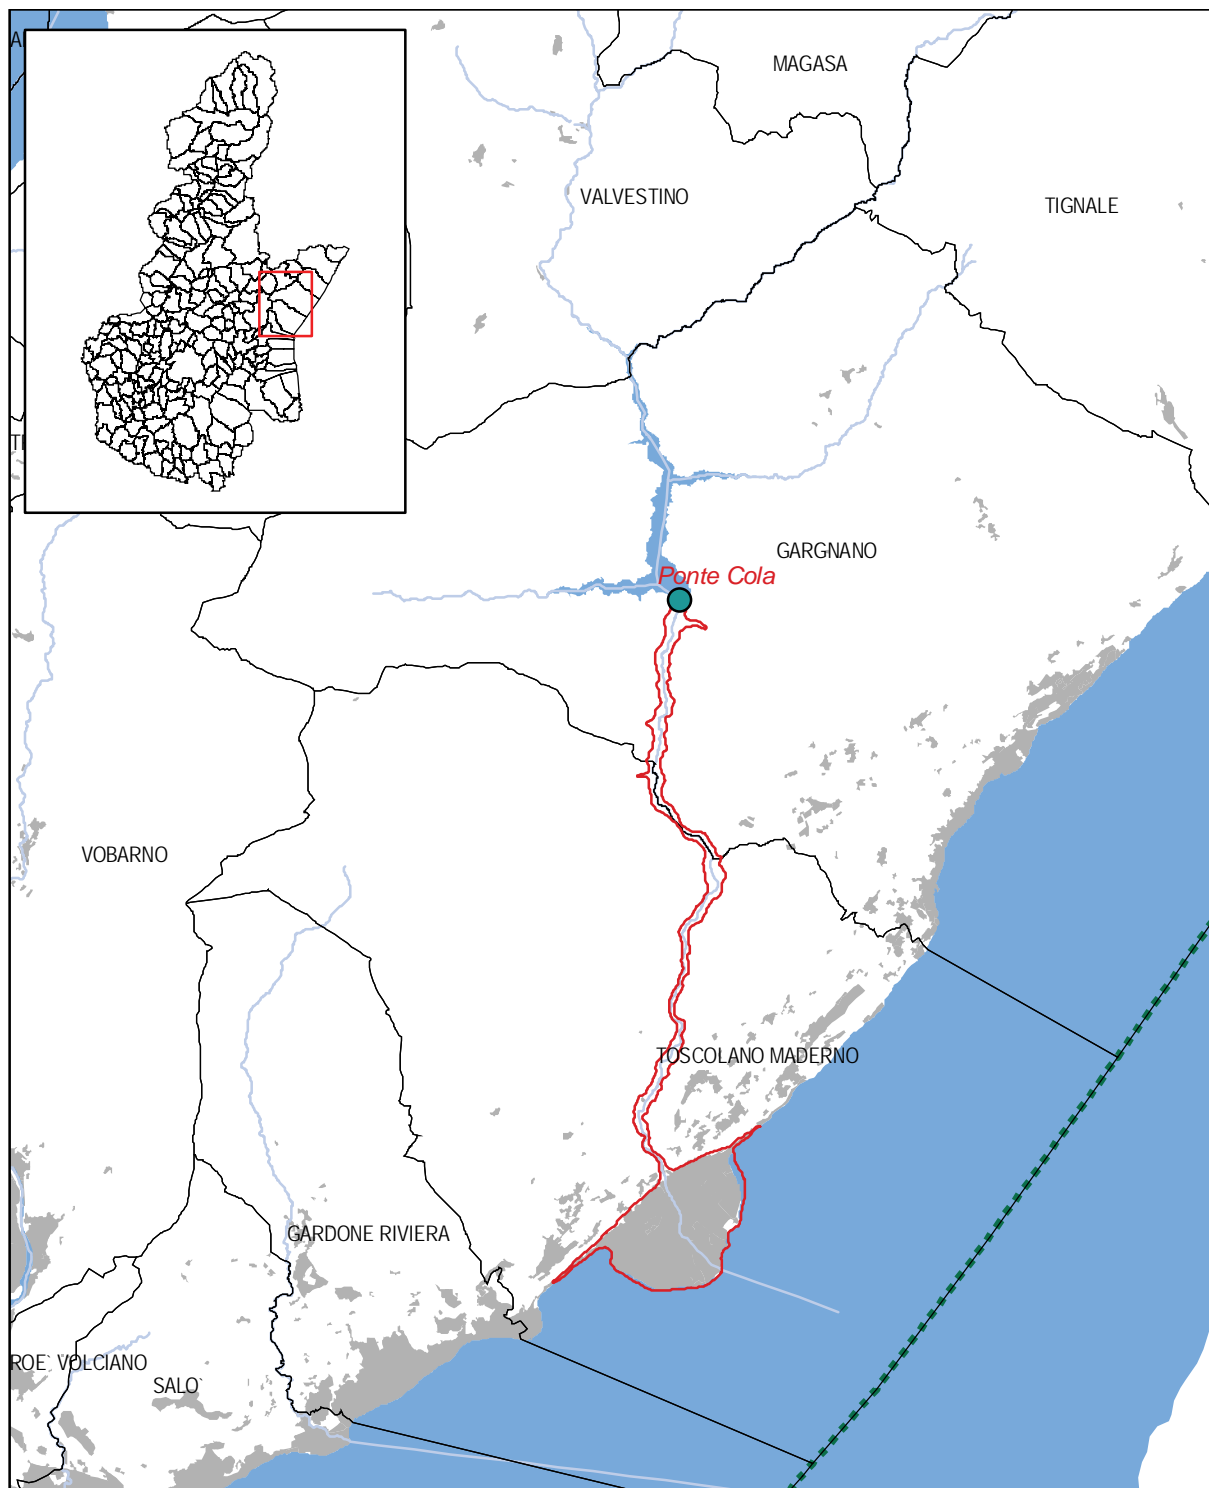 MAGASA
VALVESTINO
TIGNALE
GARGNANO
Ponte Cola
VOBARNO
TOSCOLANO MADERNO
GARDONE RIVIERA
ROE` VOLCIANO
SALO`